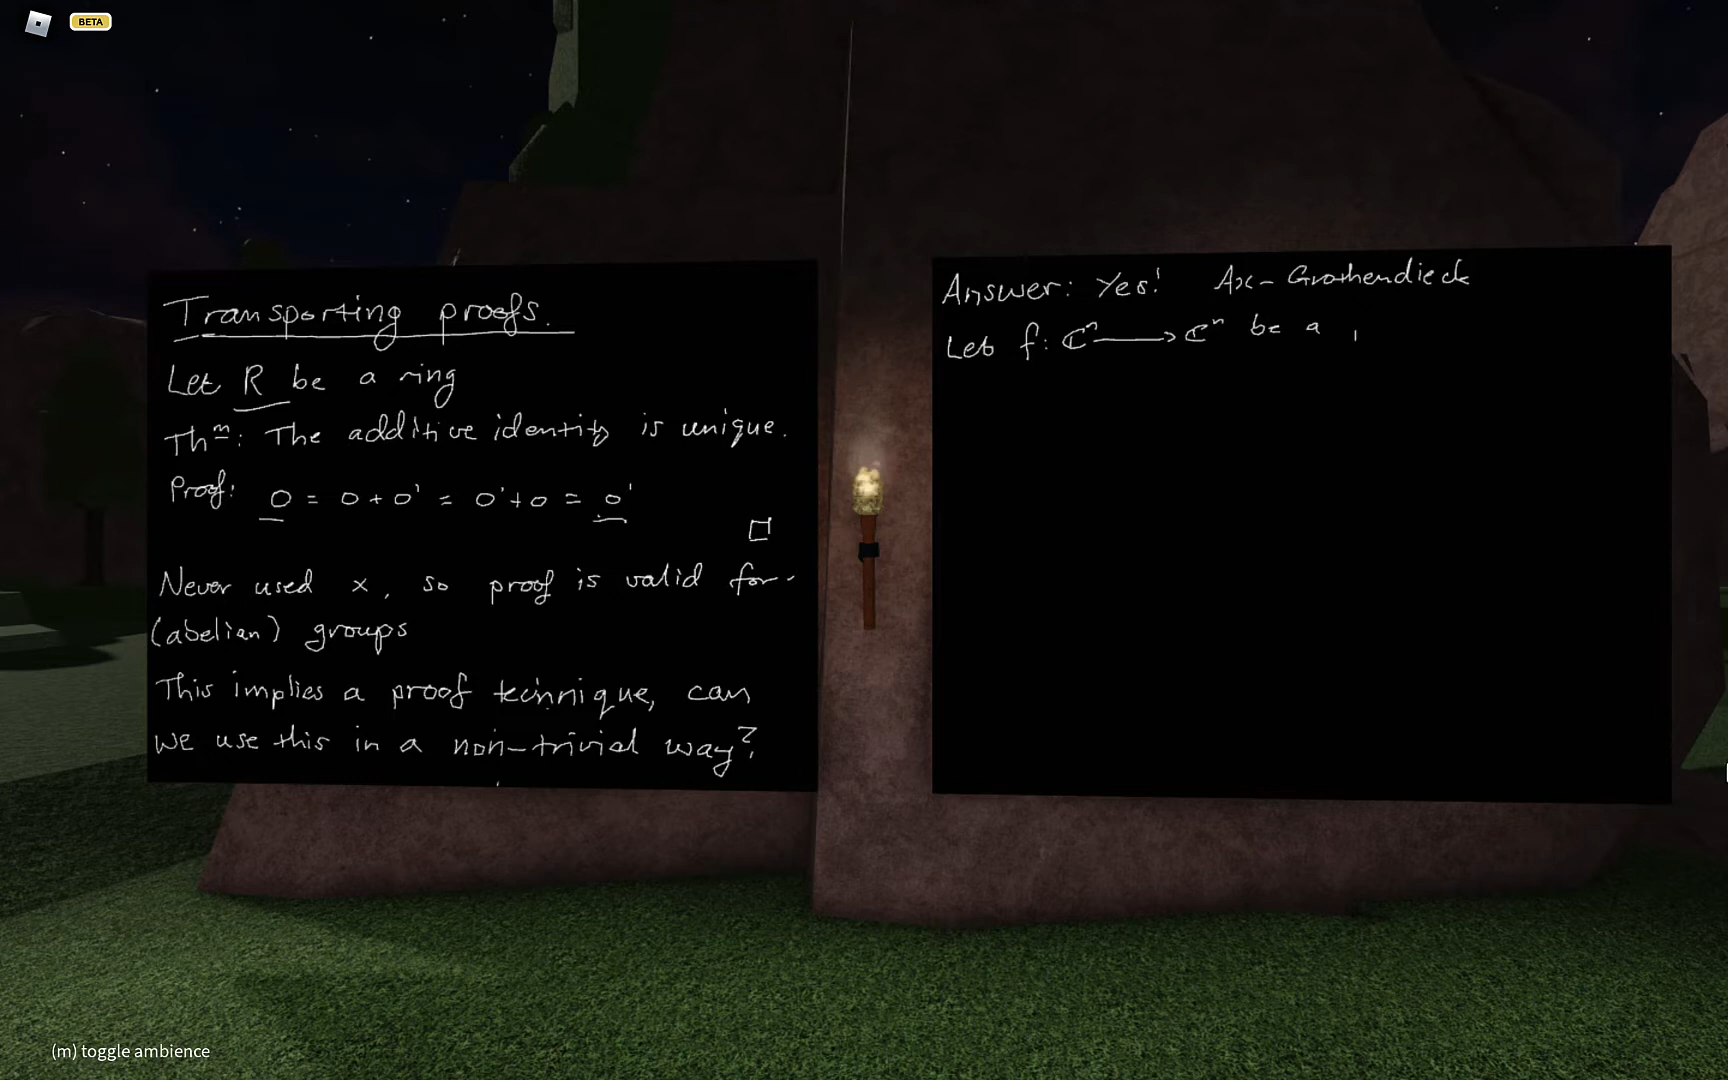 BETA
Transporting proofs.
Let R be a ring
Thm: The additive identity is unique.
Proof: 0 = 0 + 0' = 0' + 0 = 0'
□
Never used x, so proof is valid for
(abelian) groups
This implies a proof technique, can
we use this in a non-trivial way?
Answer: Yes! Ax-Grothendieck
Let f: ℂⁿ → ℂⁿ be a
(m) toggle ambience